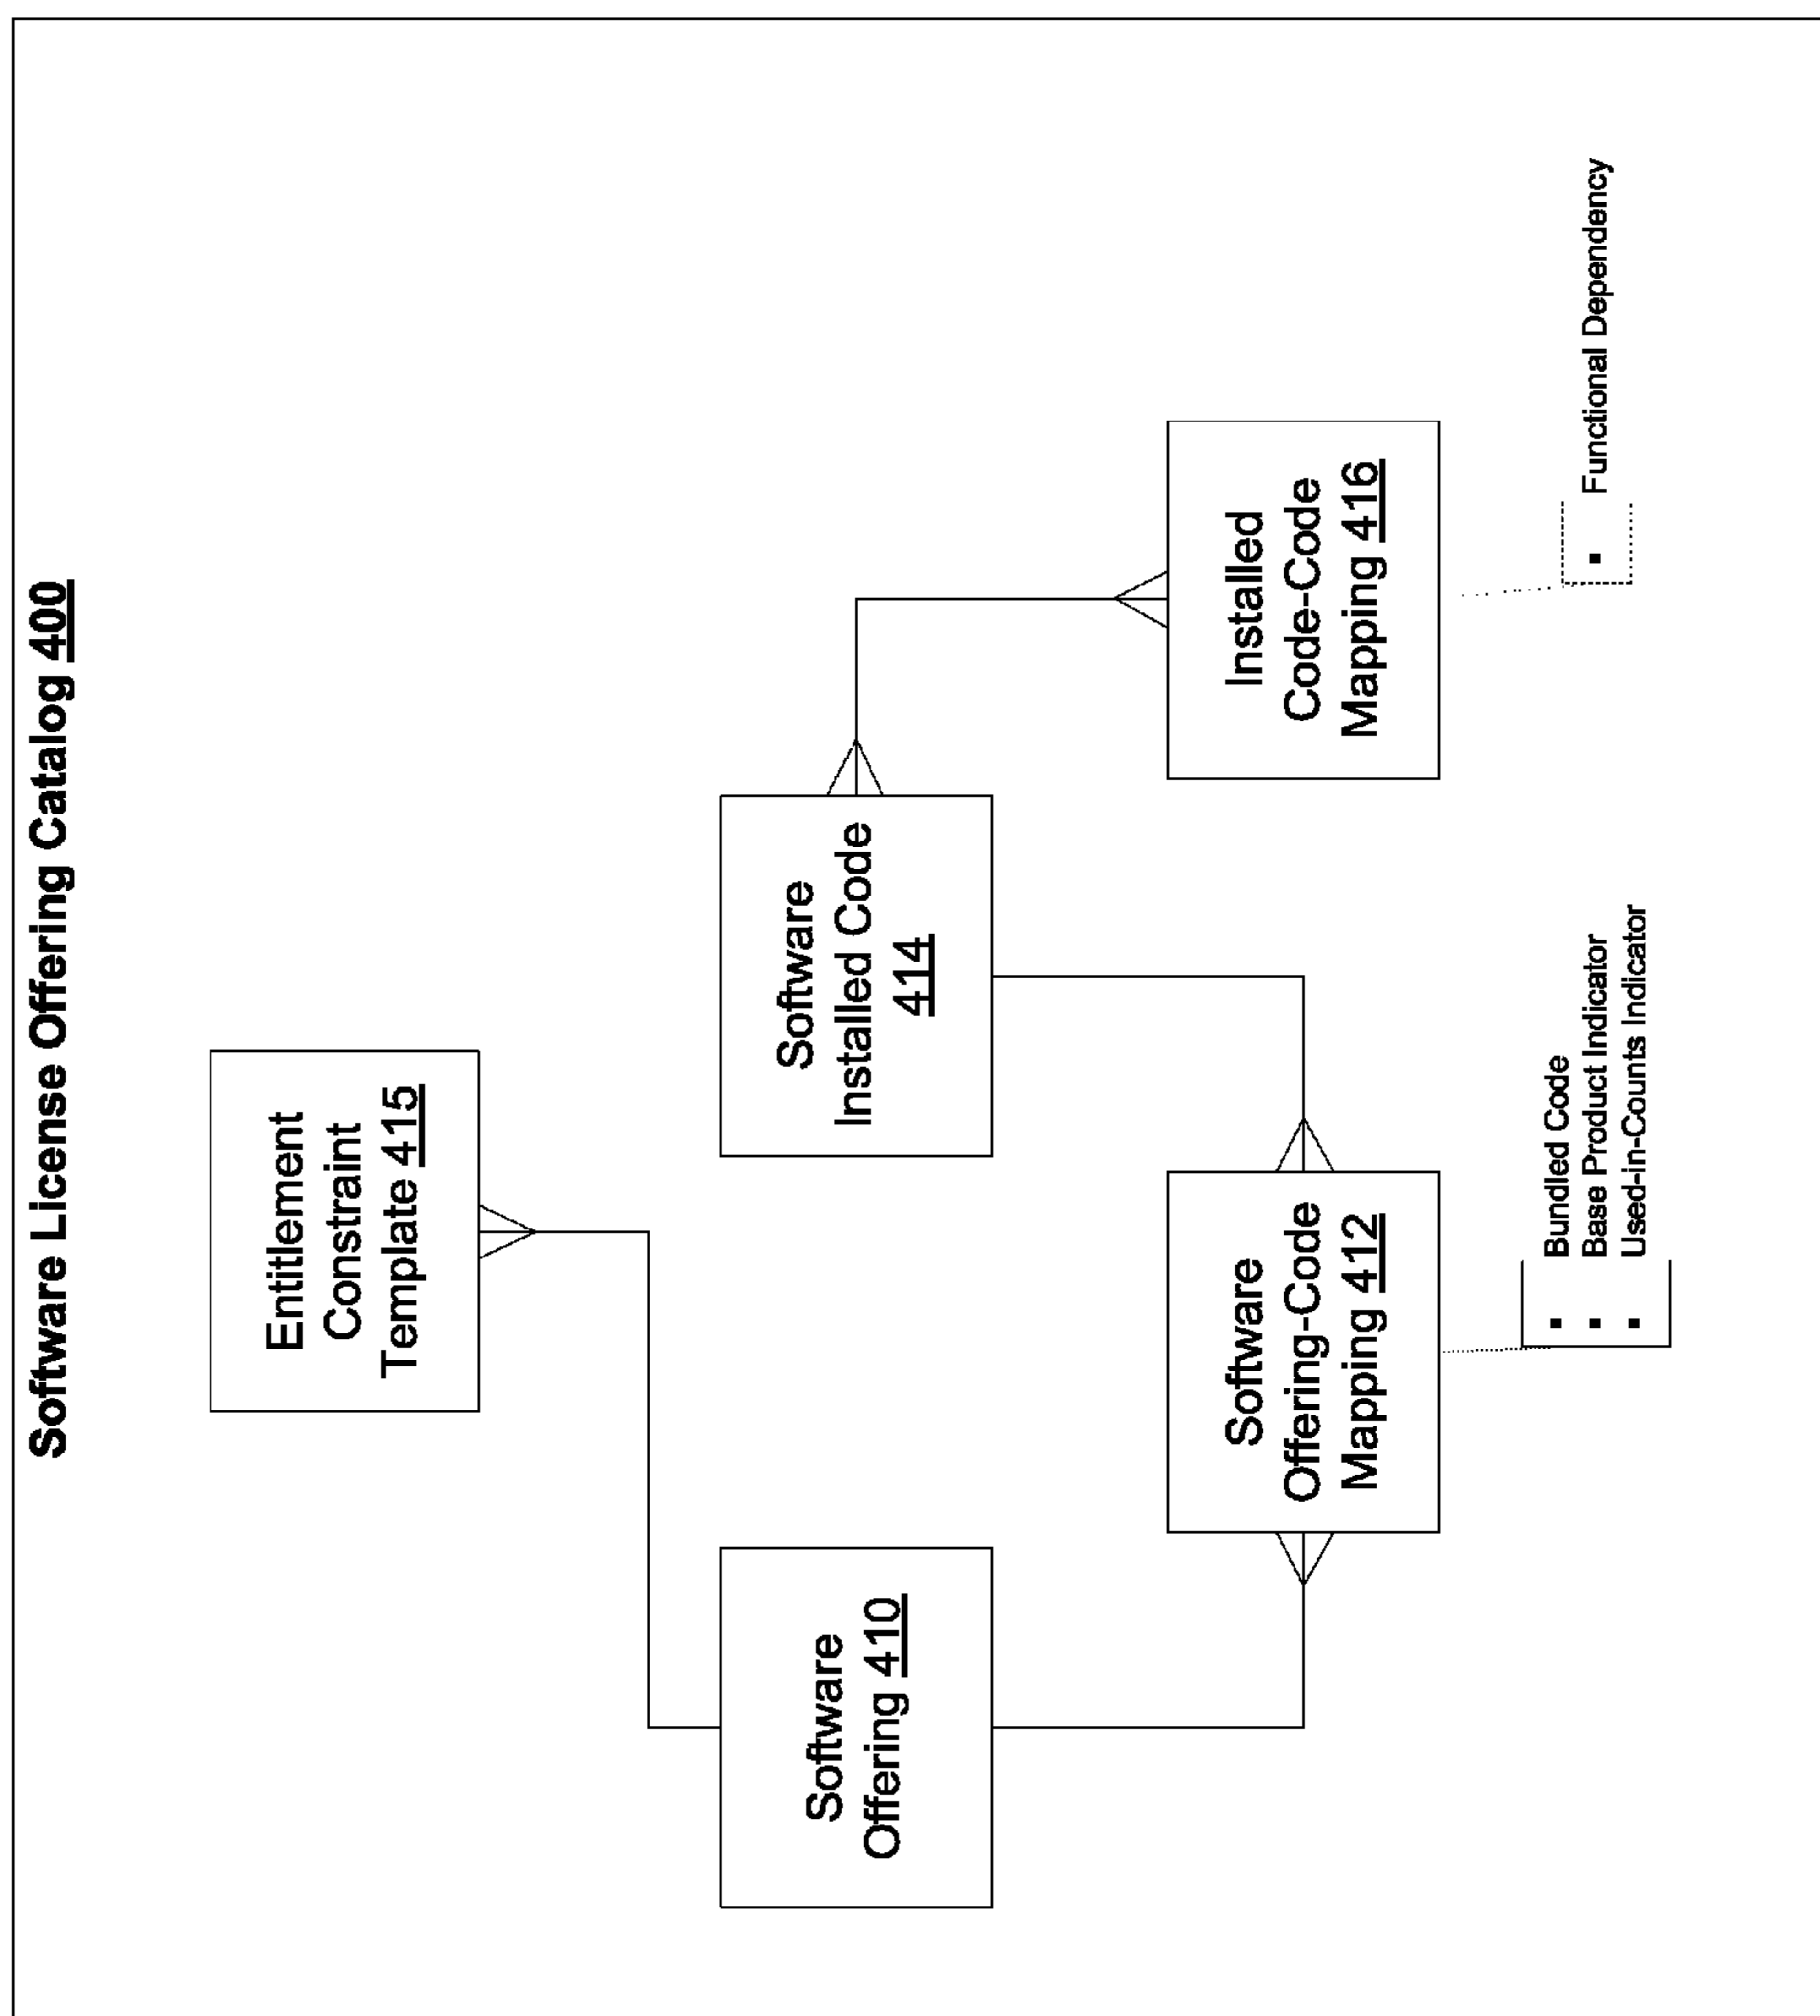 Software License Offering Catalog 400
Entitlement
Constraint
Template 415
Software
Offering 410
Software
Installed Code
414
Software
Offering-Code
Mapping 412
Installed
Code-Code
Mapping 416
▪ Bundled Code
▪ Base Product Indicator
▪ Used-in-Counts Indicator
▪ Functional Dependency